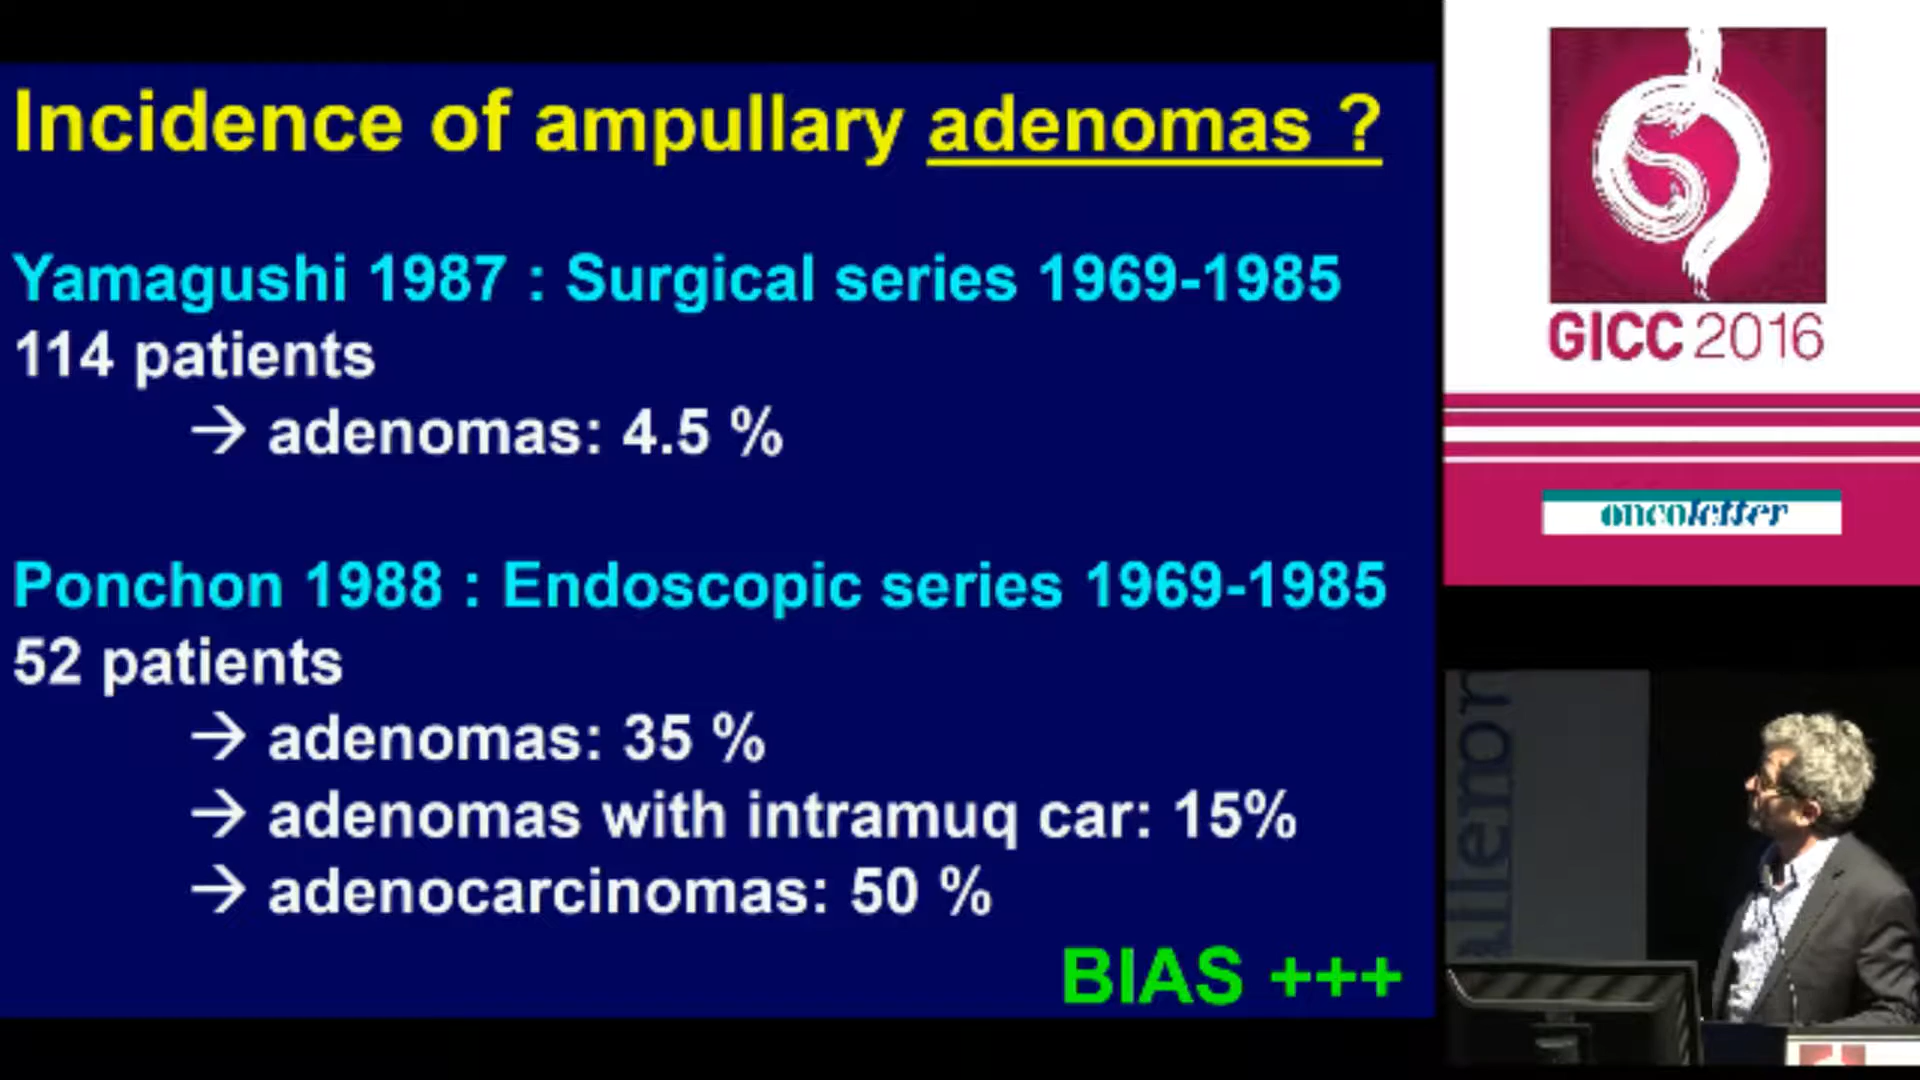 Incidence of ampullary adenomas ?
Yamagushi 1987 : Surgical series 1969-1985
114 patients
→ adenomas: 4.5 %
Ponchon 1988 : Endoscopic series 1969-1985
52 patients
→ adenomas: 35 %
→ adenomas with intramuq car: 15%
→ adenocarcinomas: 50 %
BIAS +++
GICC 2016
oncoletter